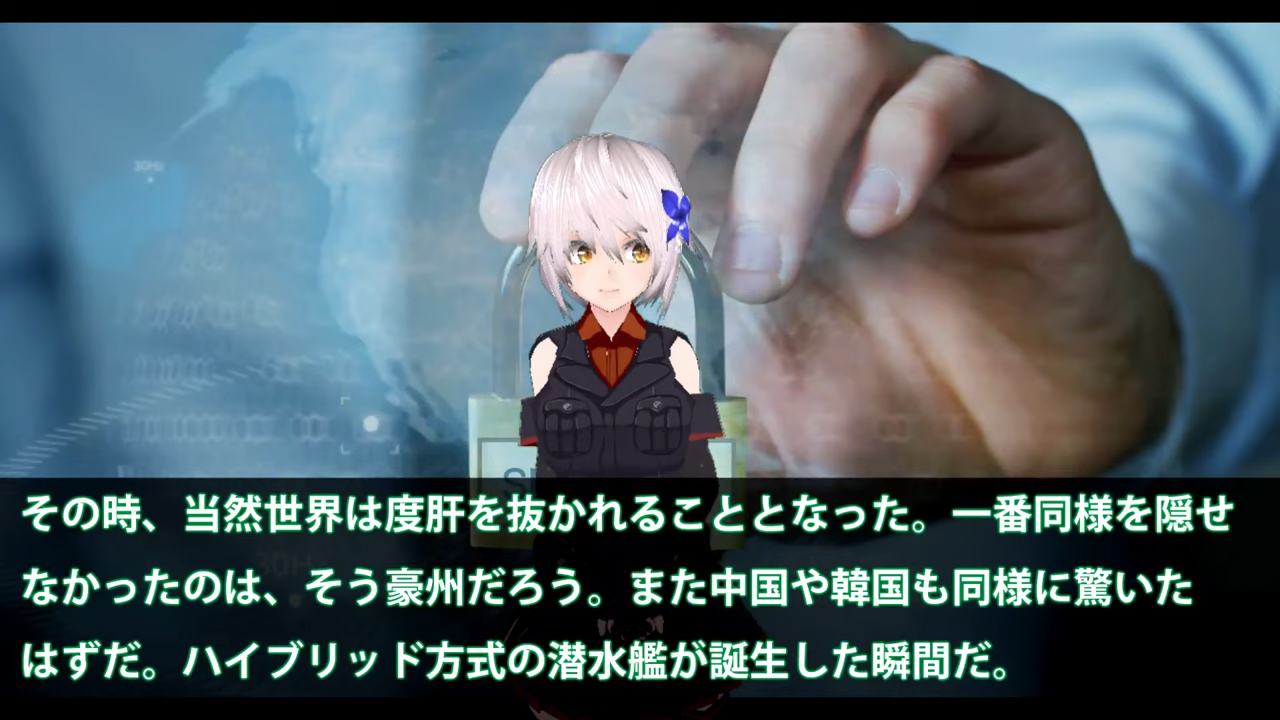 30Hz
その時、当然世界は度肝を抜かれることとなった。一番同様を隠せ
なかったのは、そう豪州だろう。また中国や韓国も同様に驚いた
はずだ。ハイブリッド方式の潜水艦が誕生した瞬間だ。